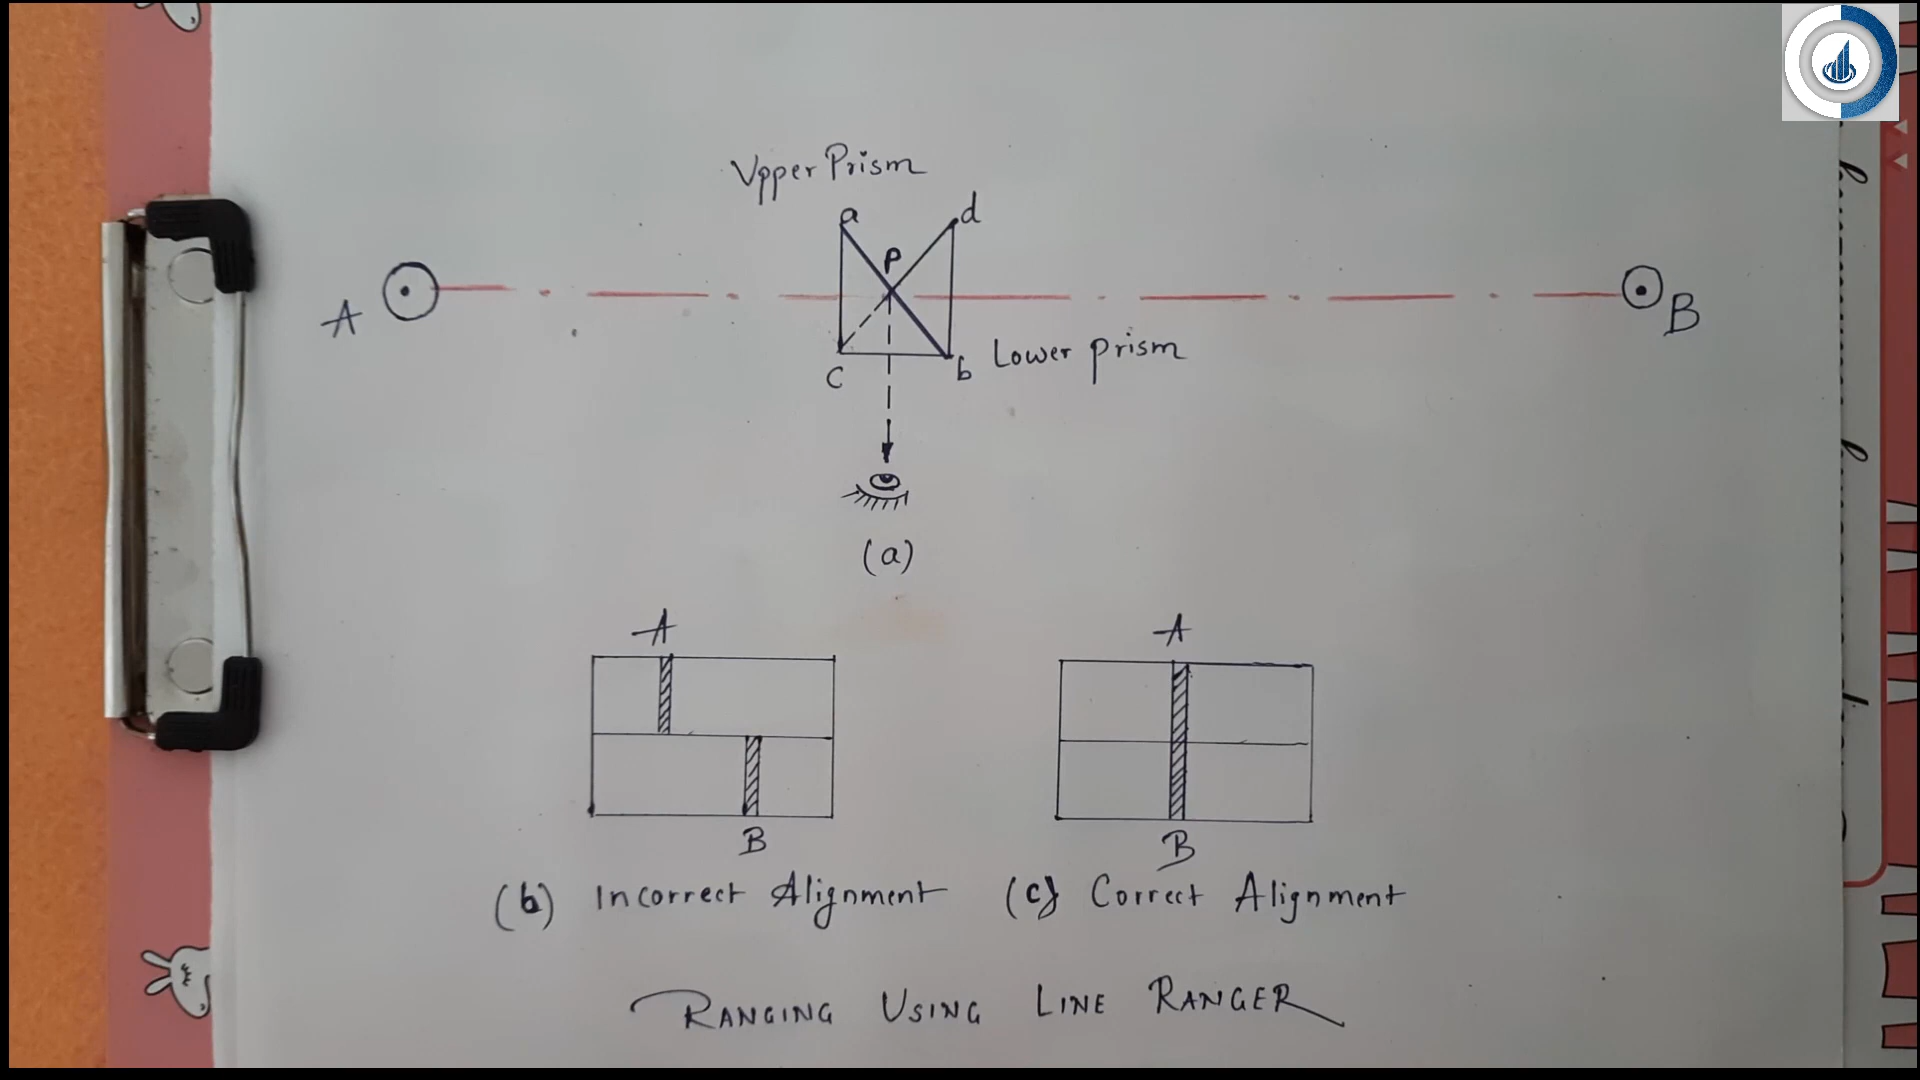 Upper Prism
a
d
P
A
B
c
b
Lower prism
(a)
A
A
B
B
(b) Incorrect Alignment
(c) Correct Alignment
RANGING USING LINE RANGER